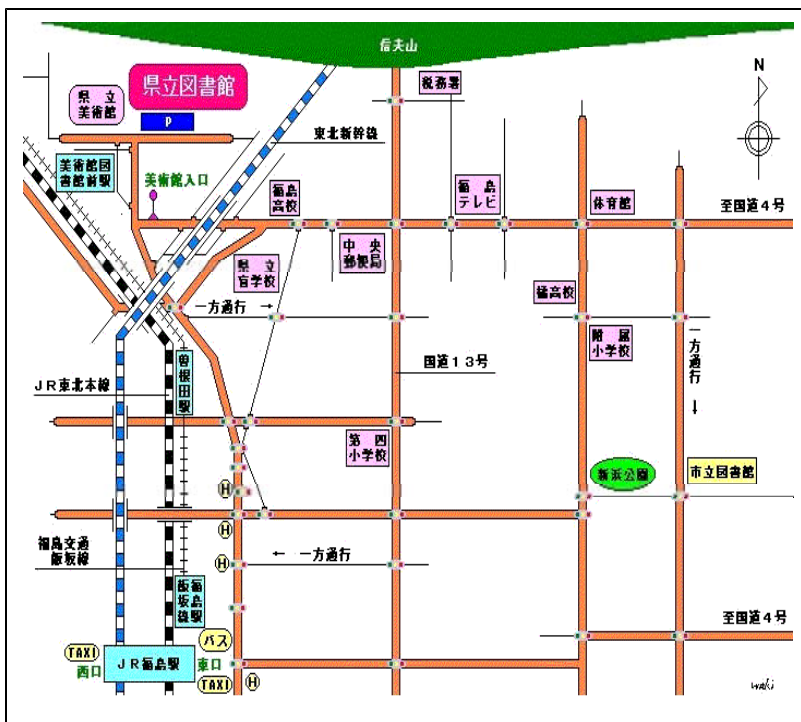 信夫山
県立図書館
県立
美術館
P
税務署
N
東北新幹線
美術館図
書館前駅
美術館入口
福島
高校
福島
テレビ
体育館
至国道4号
中央
郵便局
県立
盲学校
橘高校
一方通行 →
附属
小学校
一方通行
↓
曽根田駅
国道13号
JR東北本線
第四
小学校
新浜公園
市立図書館
H
H
福島交通
飯坂線
← 一方通行
H
福島駅
飯坂線
至国道4号
バス
TAXI
JR福島駅
西口
東口
TAXI
H
waki